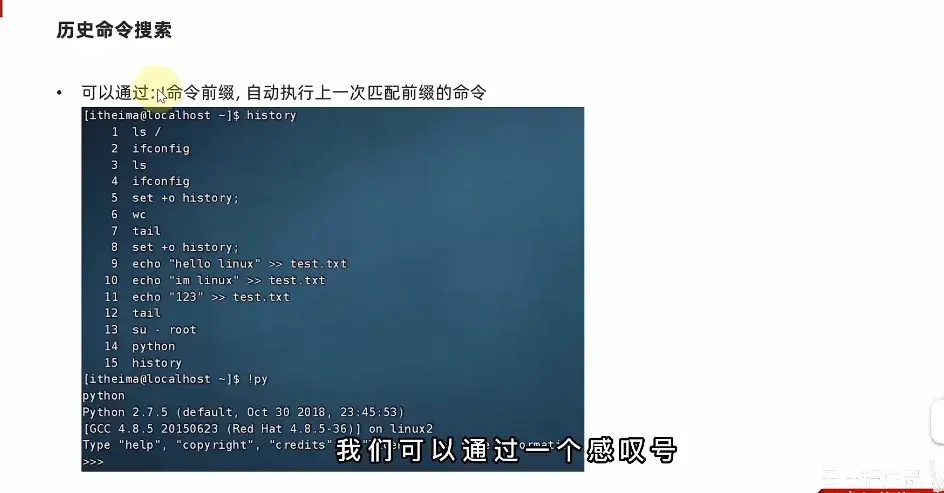 历史命令搜索
• 可以通过:!命令前缀, 自动执行上一次匹配前缀的命令
[itheima@localhost ~]$ history
1 ls /
2 ifconfig
3 ls
4 ifconfig
5 set +o history;
6 wc
7 tail
8 set +o history;
9 echo "hello linux" >> test.txt
10 echo "im linux" >> test.txt
11 echo "123" >> test.txt
12 tail
13 su - root
14 python
15 history
[itheima@localhost ~]$ !py
python
Python 2.7.5 (default, Oct 30 2018, 23:45:53)
[GCC 4.8.5 20150623 (Red Hat 4.8.5-36)] on linux2
Type "help", "copyright", "credits"
>>>
我们可以通过一个感叹号